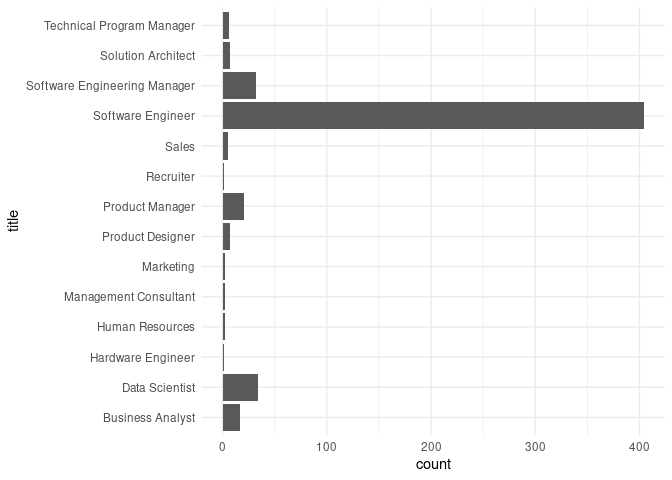 Technical Program Manager
Solution Architect
Software Engineering Manager
Software Engineer
Sales
Recruiter
Product Manager
Product Designer
Marketing
Management Consultant
Human Resources
Hardware Engineer
Data Scientist
Business Analyst
title
0 100 200 300 400
count